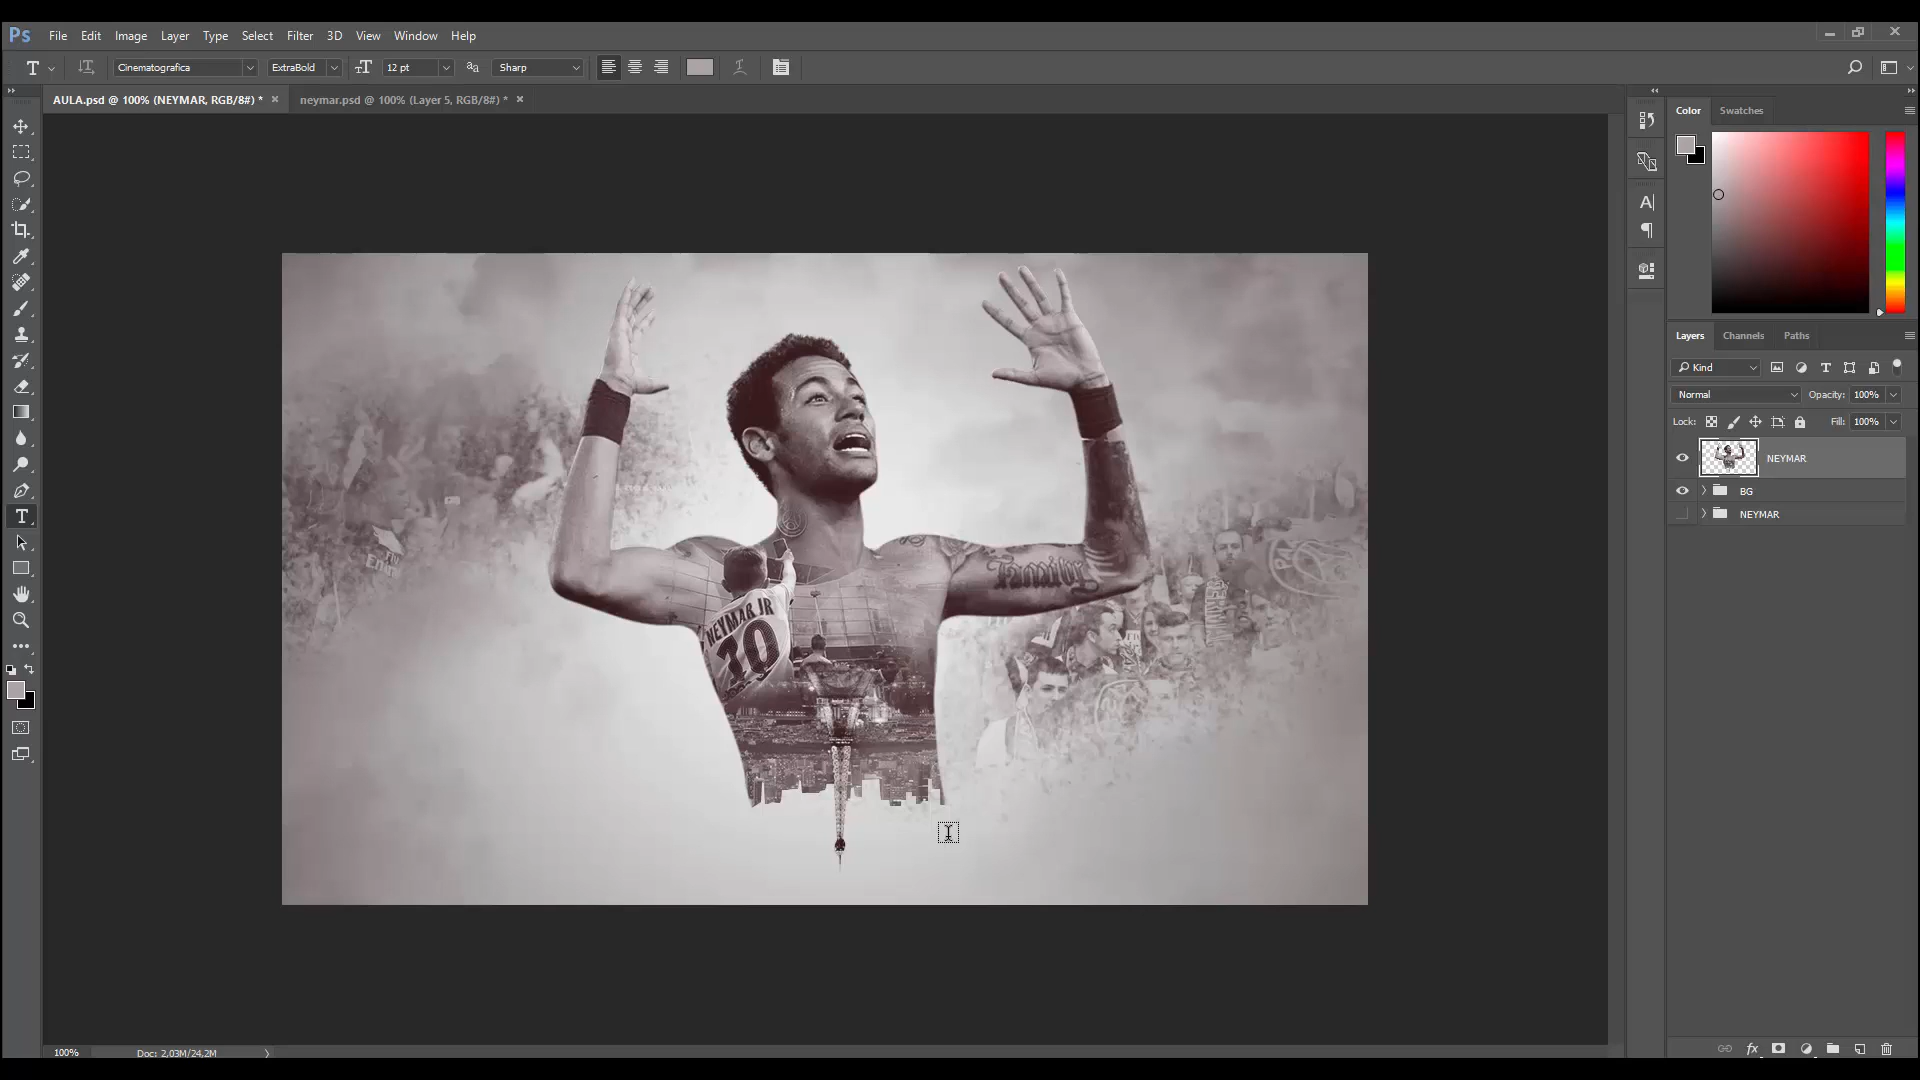 Ps File Edit Image Layer Type Select Filter 3D View Window Help
T Cinematografica ExtraBold 12 pt Sharp
AULA.psd @ 100% (NEYMAR, RGB/8#) * neymar.psd @ 100% (Layer 5, RGB/8#) *
Color Swatches
Layers Channels Paths
Kind
Normal Opacity: 100%
Lock: Fill: 100%
NEYMAR
BG
NEYMAR
Family
NEYMAR JR
10
100% Doc: 2,03M/24,2M